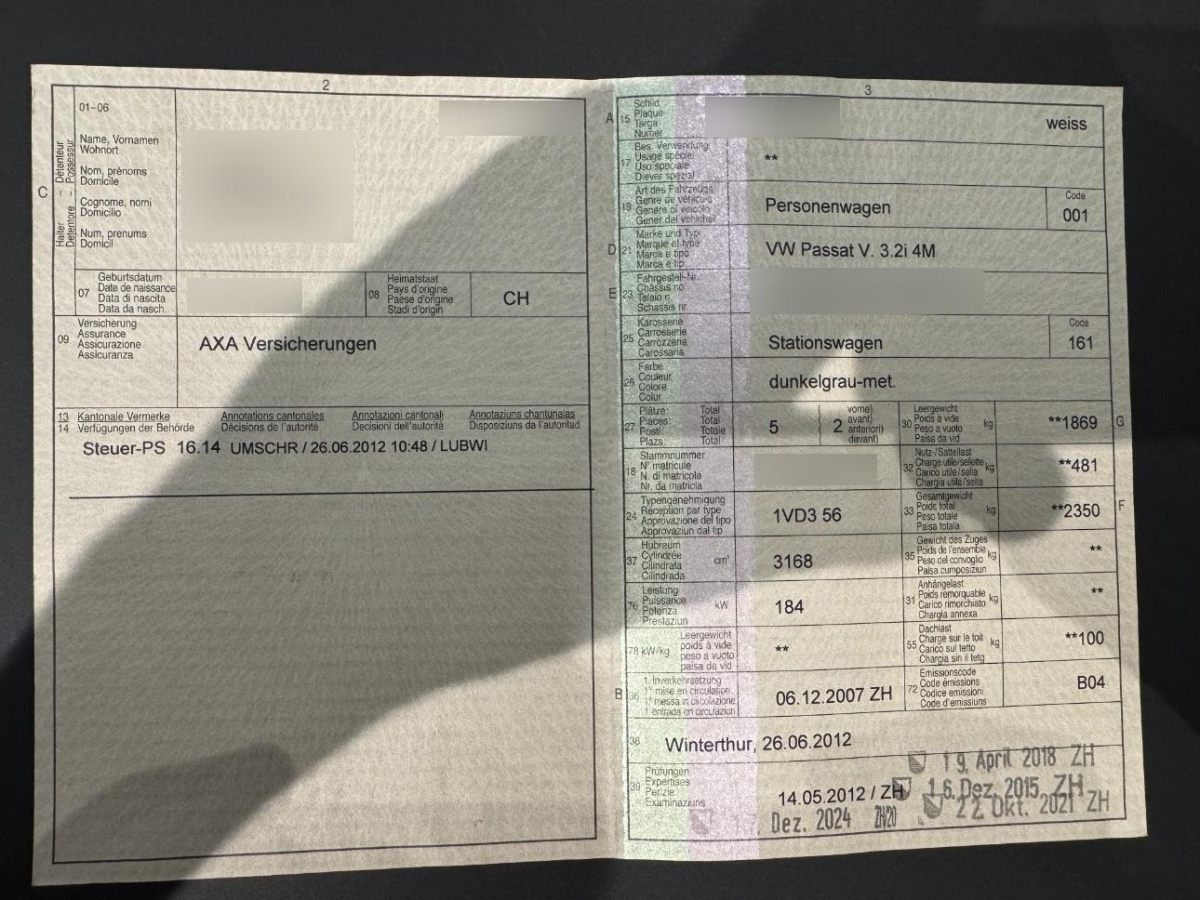 2
01-06
C
Halter – Détenteur
Detentore – Possessur
Name, Vornamen
Wohnort
Nom, prénoms
Domicile
Cognome, nomi
Domicilio
Num, prenums
Domicil
07
Geburtsdatum
Date de naissance
Data di nascita
Data da nasch.
08
Heimatstaat
Pays d'origine
Paese d'origine
Stadi d'origin
CH
09
Versicherung
Assurance
Assicurazione
Assicuranza
AXA Versicherungen
13 Kantonale Vermerke Annotations cantonales Annotazioni cantonali Annotaziuns chantunalas
14 Verfügungen der Behörde Décisions de l'autorité Decisioni dell'autorità Disposiziuns da l'autoritad
Steuer-PS 16.14 UMSCHR / 26.06.2012 10:48 / LUBWI
3
A 15
Schild
Plaque
Targa
Numer
weiss
17
Bes. Verwendung
Usage spécial
Uso speciale
Diever spezial
**
19
Art des Fahrzeugs
Genre de véhicule
Genere di veicolo
Gener dal vehichel
Personenwagen
Code
001
D 21
Marke und Typ
Marque et type
Marca e tipo
Marca e tip
VW Passat V. 3.2i 4M
E 23
Fahrgestell-Nr.
Châssis no
Telaio n.
Schassis nr.
25
Karosserie
Carrosserie
Carrozzeria
Carossaria
Stationswagen
Code
161
26
Farbe
Couleur
Colore
Colur
dunkelgrau-met.
27
Plätze: Total
Places: Total
Posti: Totale
Plazs: Total
5
2
vorne)
avant)
anteriori)
davant)
30
Leergewicht
Poids à vide
Peso a vuoto
Paisa da vid
kg
**1869
G
18
Stammnummer
N° matricule
N. di matricola
Nr. da matricla
32
Nutz-/Sattellast
Charge utile/sellette
Carico utile/sella
Chargia utila/sella
kg
**481
24
Typengenehmigung
Réception par type
Approvazione del tipo
Approvaziun dal tip
1VD3 56
33
Gesamtgewicht
Poids total
Peso totale
Paisa totala
kg
**2350
F
37
Hubraum
Cylindrée
Cilindrata
Cilindrada
cm³
3168
35
Gewicht des Zuges
Poids de l'ensemble
Peso del convoglio
Paisa cumposiziun
kg
**
76
Leistung
Puissance
Potenza
Prestaziun
kW
184
31
Anhängelast
Poids remorquable
Carico rimorchiato
Chargia annexa
kg
**
78 kW/kg
Leergewicht
poids à vide
peso a vuoto
paisa da vid
**
55
Dachlast
Charge sur le toit
Carico sul tetto
Chargia sin il tetg
kg
**100
B 36
1. Inverkehrsetzung
1re mise en circulation
1a messa in circolazione
1. entrada en circulaziun
06.12.2007 ZH
72
Emissionscode
Code émissions
Codice emissioni
Code d'emissiuns
B04
38
Winterthur, 26.06.2012
39
Prüfungen
Expertises
Perizie
Examinaziuns
19. April 2018 ZH
14.05.2012 / ZH
16. Dez. 2015 ZH
22. Okt. 2021 ZH
Dez. 2024 ZH20